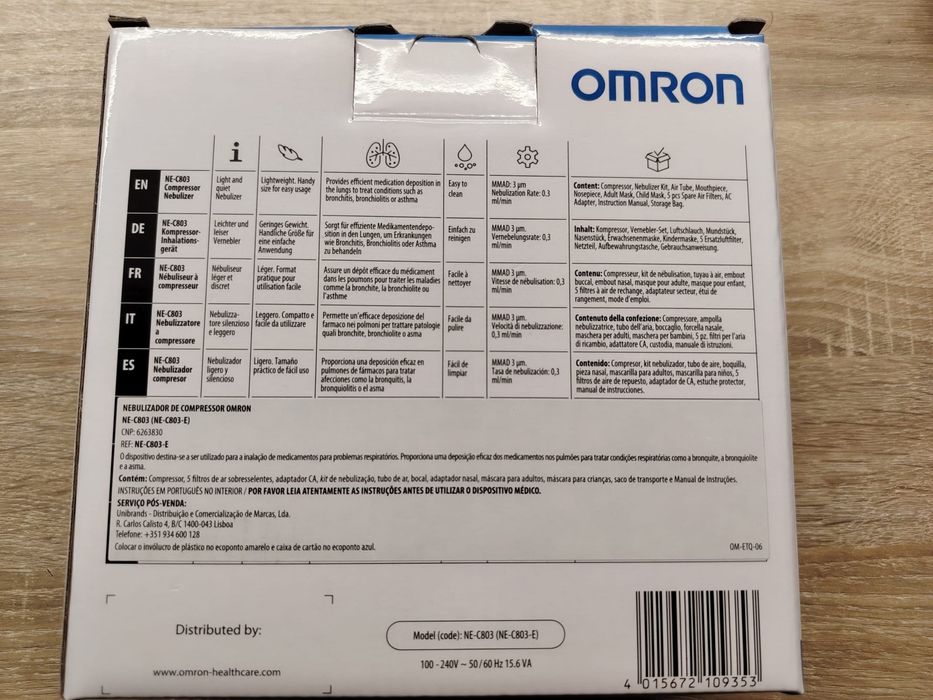 OMRON
EN
NE-C803
Compressor
Nebulizer
Light and
quiet
Nebulizer
Lightweight. Handy
size for easy usage
Provides efficient medication deposition in
the lungs to treat conditions such as
bronchitis, bronchiolitis or asthma
Easy to
clean
MMAD: 3 µm
Nebulization Rate: 0.3
ml/min
Content: Compressor, Nebulizer Kit, Air Tube, Mouthpiece,
Nosepiece, Adult Mask, Child Mask, 5 pcs Spare Air Filters, AC
Adapter, Instruction Manual, Storage Bag.
DE
NE-C803
Kompressor-
Inhalations-
gerät
Leichter und
leiser
Vernebler
Geringes Gewicht.
Handliche Größe für
eine einfache
Anwendung
Sorgt für effiziente Medikamentendepo-
sition in den Lungen, um Erkrankungen
wie Bronchitis, Bronchiolitis oder Asthma
zu behandeln
Einfach zu
reinigen
MMAD: 3 µm.
Vernebelungsrate: 0,3
ml/min
Inhalt: Kompressor, Vernebler-Set, Luftschlauch, Mundstück,
Nasenstück, Erwachsenenmaske, Kindermaske, 5 Ersatzluftfilter,
Netzteil, Aufbewahrungstasche, Gebrauchsanweisung.
FR
NE-C803
Nébuliseur à
compresseur
Nébuliseur
léger et
discret
Léger. Format
pratique pour
utilisation facile
Assure un dépôt efficace du médicament
dans les poumons pour traiter les maladies
comme la bronchite, la bronchiolite ou
l'asthme
Facile à
nettoyer
MMAD: 3 µm.
Vitesse de nébulisation: 0,3
ml/min
Contenu: Compresseur, kit de nébulisation, tuyau à air, embout
buccal, embout nasal, masque pour adulte, masque pour enfant,
5 filtres à air de rechange, adaptateur secteur, étui de
rangement, mode d'emploi.
IT
NE-C803
Nebulizzatore
a
compressore
Nebulizza-
tore silenzioso
e leggero
Leggero. Compatto e
facile da utilizzare
Permette un'efficace deposizione del
farmaco nei polmoni per trattare patologie
quali bronchite, bronchiolite o asma
Facile da
pulire
MMAD: 3 µm.
Velocità di nebulizzazione:
0,3 ml/min
Contenuto della confezione: Compressore, ampolla
nebulizzatrice, tubo dell'aria, boccaglio, forcella nasale,
maschera per adulti, maschera per bambini, 5 pz. filtri per l'aria
di ricambio, adattatore CA, custodia, manuale di istruzioni.
ES
NE-C803
Nebulizador
compresor
Nebulizador
ligero y
silencioso
Ligero. Tamaño
práctico de fácil uso
Proporciona una deposición eficaz en
pulmones de fármacos para tratar
afecciones como la bronquitis, la
bronquiolitis o el asma
Fácil de
limpiar
MMAD 3 µm.
Tasa de nebulización: 0,3
ml/min
Contenido: Compresor, kit nebulizador, tubo de aire, boquilla,
pieza nasal, mascarilla para adultos, mascarilla para niños, 5
filtros de aire de repuesto, adaptador de CA, estuche protector,
manual de instrucciones.
NEBULIZADOR DE COMPRESSOR OMRON
NE-C803 (NE-C803-E)
CNP: 6263830
REF: NE-C803-E
O dispositivo destina-se a ser utilizado para a inalação de medicamentos para problemas respiratórios. Proporciona uma deposição eficaz dos medicamentos nos pulmões para tratar condições respiratórias como a bronquite, a bronquiolite
e a asma.
Contém: Compressor, 5 filtros de ar sobresselentes, adaptador CA, kit de nebulização, tubo de ar, bocal, adaptador nasal, máscara para adultos, máscara para crianças, saco de transporte e Manual de Instruções.
INSTRUÇÕES EM PORTUGUÊS NO INTERIOR / POR FAVOR LEIA ATENTAMENTE AS INSTRUÇÕES ANTES DE UTILIZAR O DISPOSITIVO MÉDICO.
SERVIÇO PÓS-VENDA:
Unibrands - Distribuição e Comercialização de Marcas, Lda.
R. Carlos Calisto 4, B/C 1400-043 Lisboa
Telefone: +351 934 600 128
Colocar o invólucro de plástico no ecoponto amarelo e caixa de cartão no ecoponto azul.
OM-ETQ-06
Distributed by:
www.omron-healthcare.com
Model (code): NE-C803 (NE-C803-E)
100 - 240V ~ 50 / 60 Hz 15.6 VA
4 015672 109353